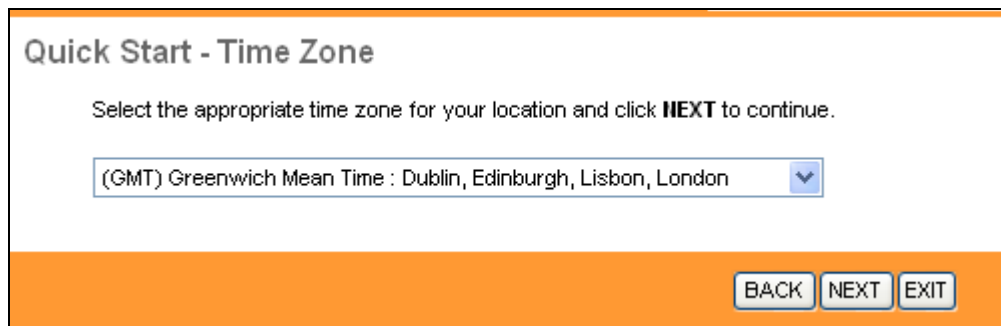 Quick Start - Time Zone
Select the appropriate time zone for your location and click NEXT to continue.
(GMT) Greenwich Mean Time : Dublin, Edinburgh, Lisbon, London
BACK NEXT EXIT